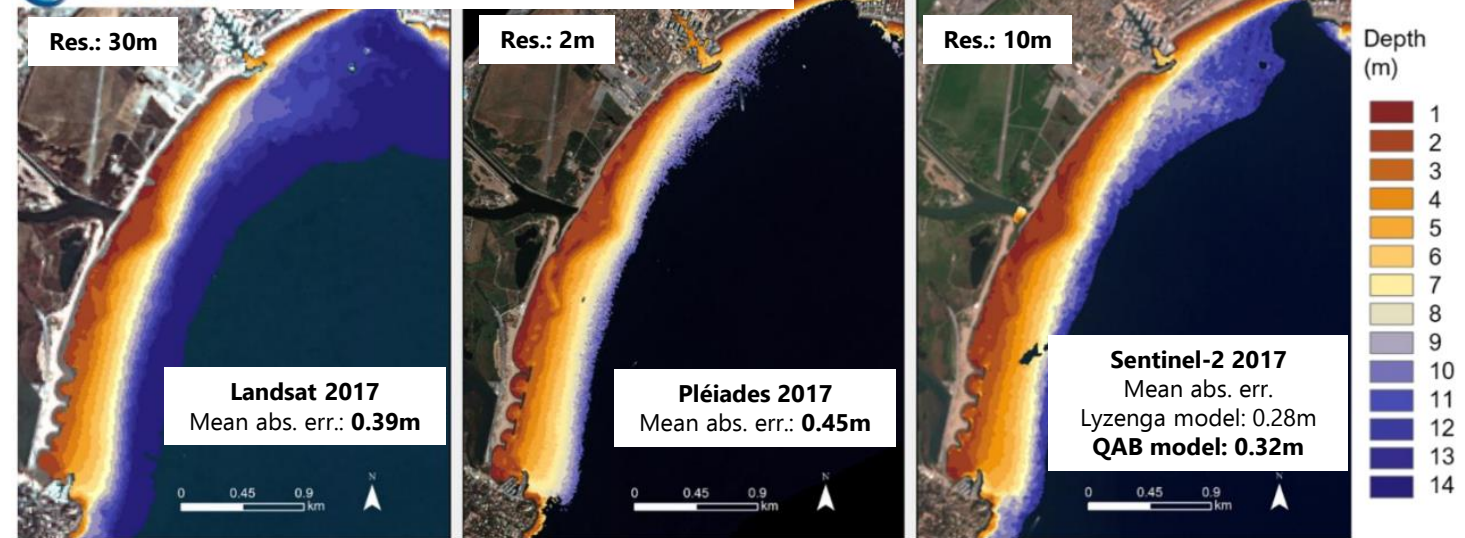 Res.: 30m
Landsat 2017
Mean abs. err.: 0.39m
N
0 0.45 0.9
km
Res.: 2m
Pléiades 2017
Mean abs. err.: 0.45m
N
0 0.45 0.9
km
Res.: 10m
Sentinel-2 2017
Mean abs. err.
Lyzenga model: 0.28m
QAB model: 0.32m
N
0 0.45 0.9
km
Depth
(m)
1
2
3
4
5
6
7
8
9
10
11
12
13
14